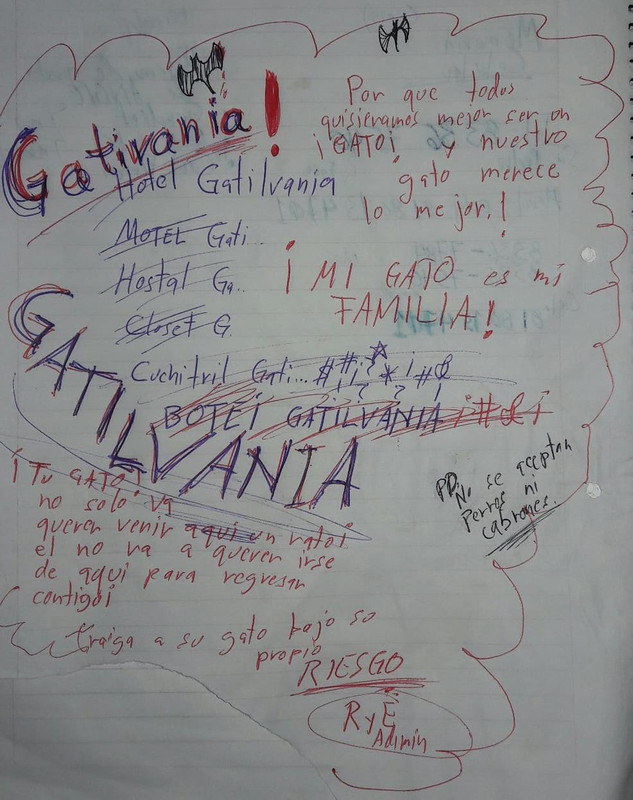 Gativania!
Hotel Gatilvania
MOTEL Gati..
Hostal Ga..
Closet G.
Cuchitril Gati... ##¡?*¡#&
BOTE¡ GATILVANIA ¡#&¡
GATILVANIA
Por que todos
quisieramos mejor ser un
¡GATO¡ y nuestro
gato merece
lo mejor.!
¡MI GATO es mi
FAMILIA!
PD. No se aceptan
Perros ni
cabrones.
¡Tu GATO¡
no solo va
querer venir aqui un rato¡
el no va a querer irse
de aqui para regresar
contigo¡
traiga a su gato bajo so
propio
RIESGO
RyE
Admin